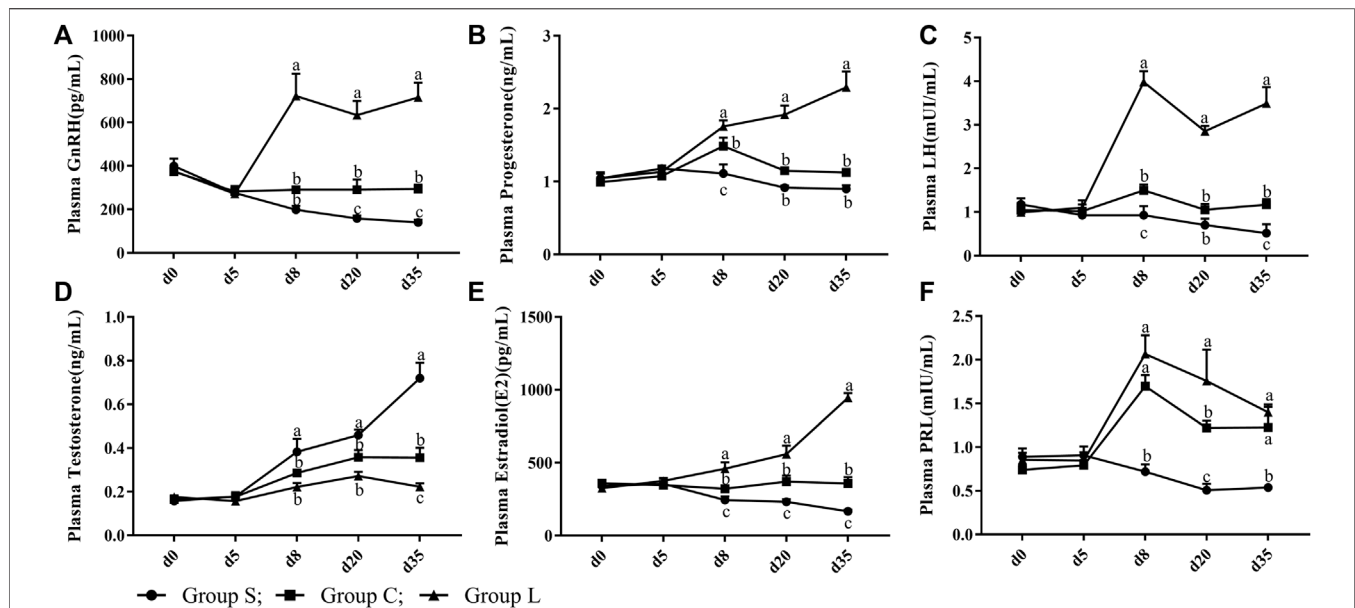 A
Plasma GnRH(pg/mL)
1000
800
600
400
200
0
a
a
a
b
b
b
b
c
c
d0
d5
d8
d20
d35
B
Plasma Progesterone(ng/mL)
3
2
1
0
a
a
a
b
b
b
c
b
b
d0
d5
d8
d20
d35
C
Plasma LH(mUI/mL)
5
4
3
2
1
0
a
a
a
b
b
b
c
b
c
d0
d5
d8
d20
d35
D
Plasma Testosterone(ng/mL)
1.0
0.8
0.6
0.4
0.2
0.0
a
a
a
b
b
b
b
b
c
d0
d5
d8
d20
d35
E
Plasma Estradiol(E2)(pg/mL)
1500
1000
500
0
a
a
a
b
b
b
c
c
c
d0
d5
d8
d20
d35
F
Plasma PRL(mIU/mL)
2.5
2.0
1.5
1.0
0.5
0.0
a
a
a
a
b
a
b
c
b
d0
d5
d8
d20
d35
Group S; Group C; Group L